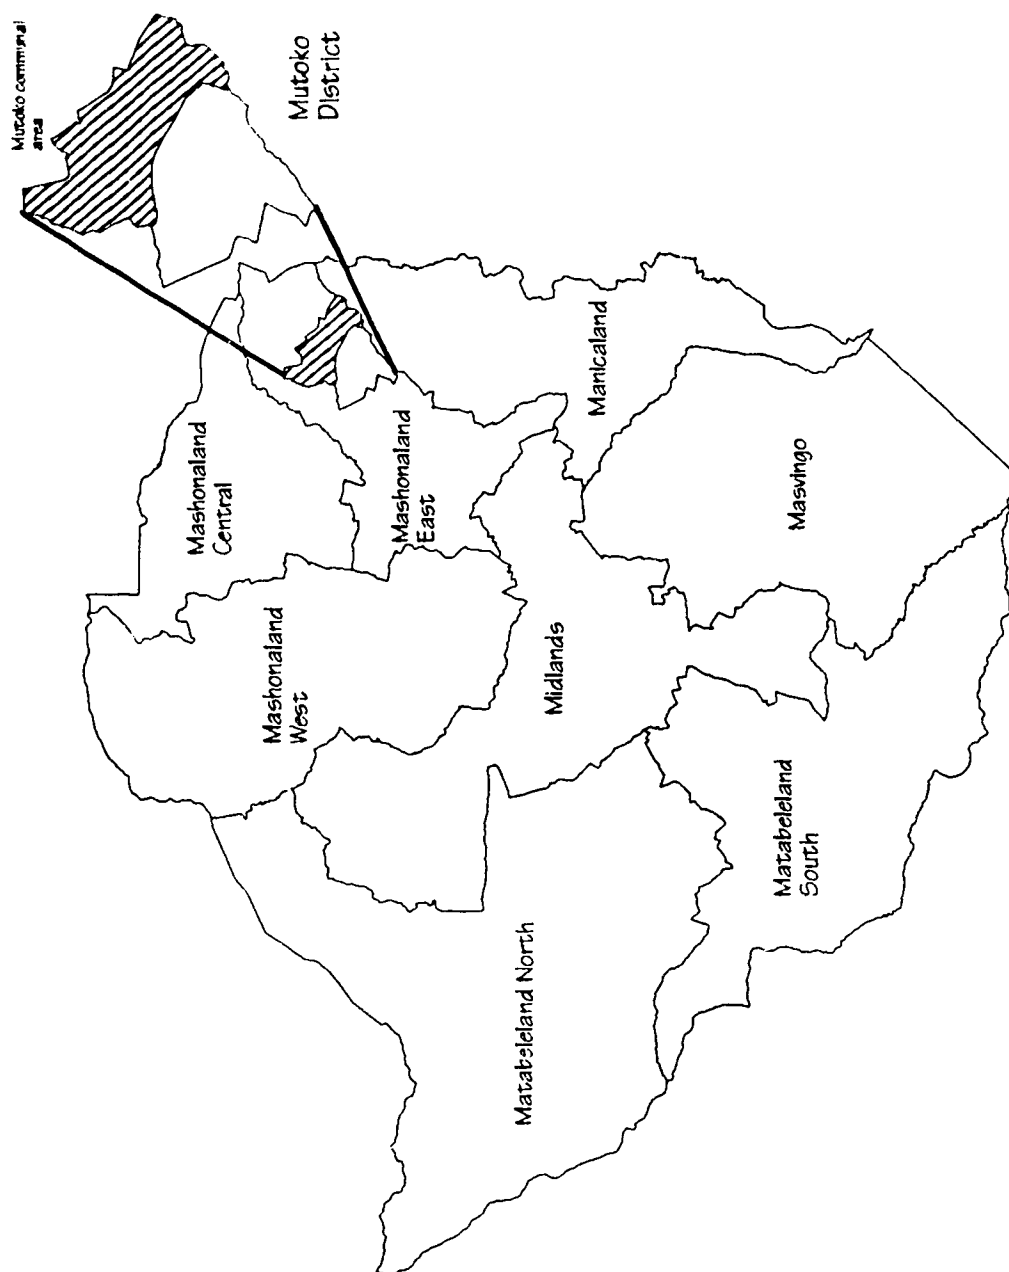 Mutoko communal
area
Mashonaland
Central
Mashonaland
West
Mutoko
District
Mashonaland
East
Matabeleland North
Midlands
Manicaland
Matabeleland
South
Masvingo